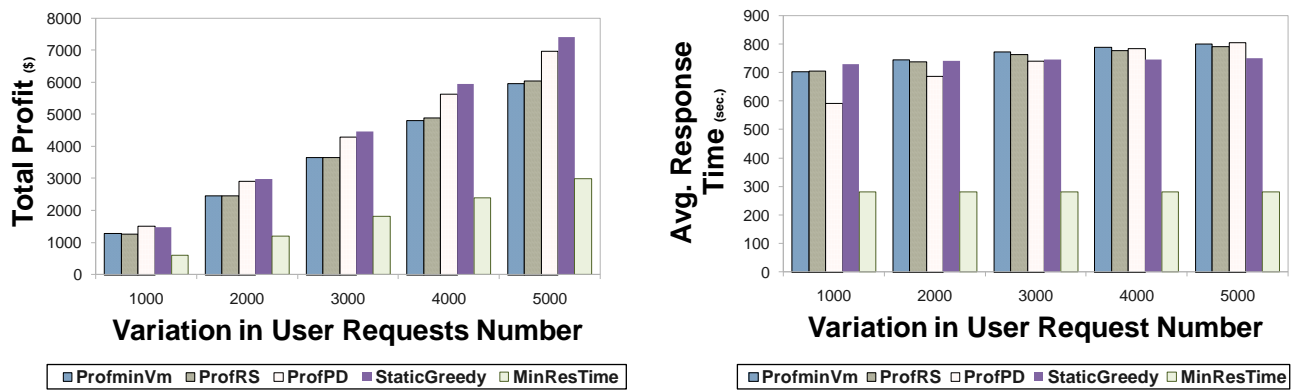 Total Profit ($)
8000
7000
6000
5000
4000
3000
2000
1000
0
1000 2000 3000 4000 5000
Variation in User Requests Number
ProfminVm ProfRS ProfPD StaticGreedy MinResTime
Avg. Response
Time (sec.)
900
800
700
600
500
400
300
200
100
0
1000 2000 3000 4000 5000
Variation in User Request Number
ProfminVm ProfRS ProfPD StaticGreedy MinResTime